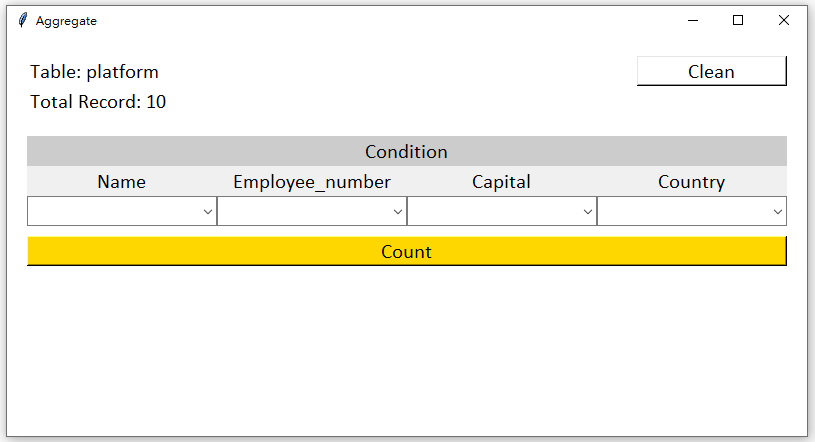 Aggregate
Table: platform
Clean
Total Record: 10
Condition
Name Employee_number Capital Country
Count